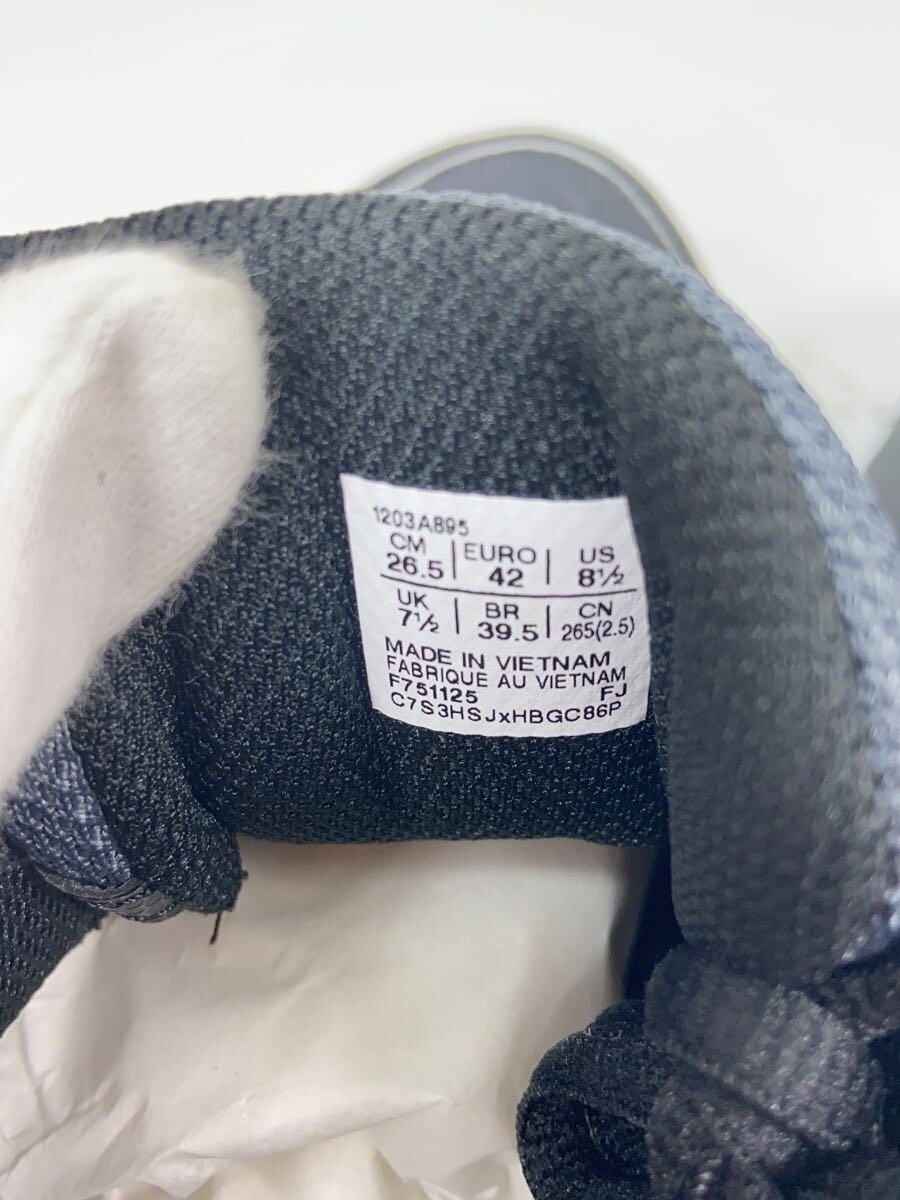 1203A895
CM | EURO | US
26.5 | 42 | 8½
UK | BR | CN
7½ | 39.5 | 265(2.5)
MADE IN VIETNAM
FABRIQUE AU VIETNAM
F751125 FJ
C7S3HSJxHBGC86P